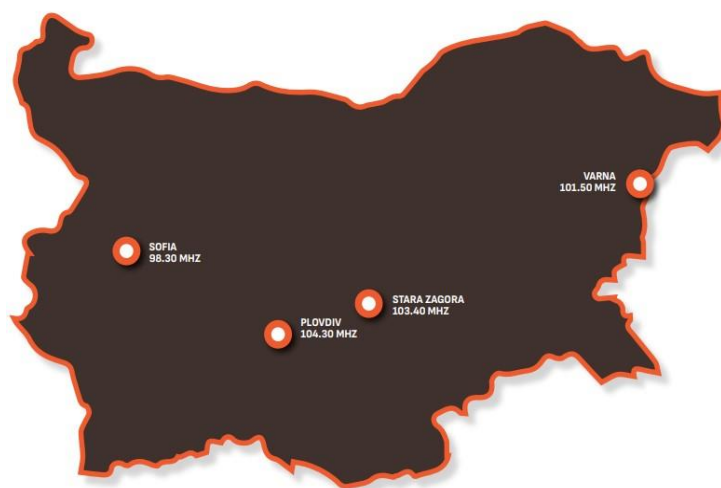 VARNA
101.50 MHZ
SOFIA
98.30 MHZ
STARA ZAGORA
103.40 MHZ
PLOVDIV
104.30 MHZ